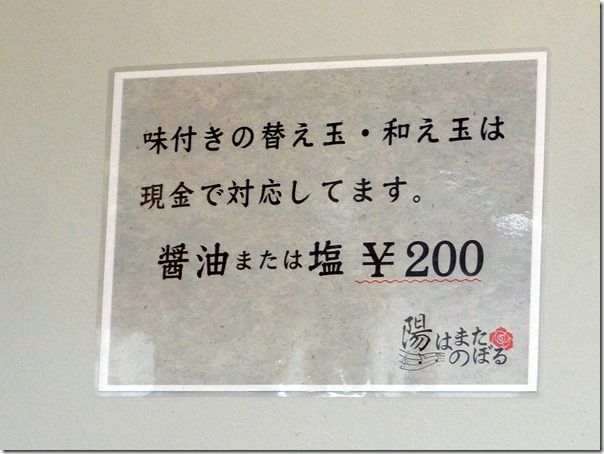 味付きの替え玉・和え玉は
現金で対応してます。
醤油または塩 ¥200
陽はまた
のぼる